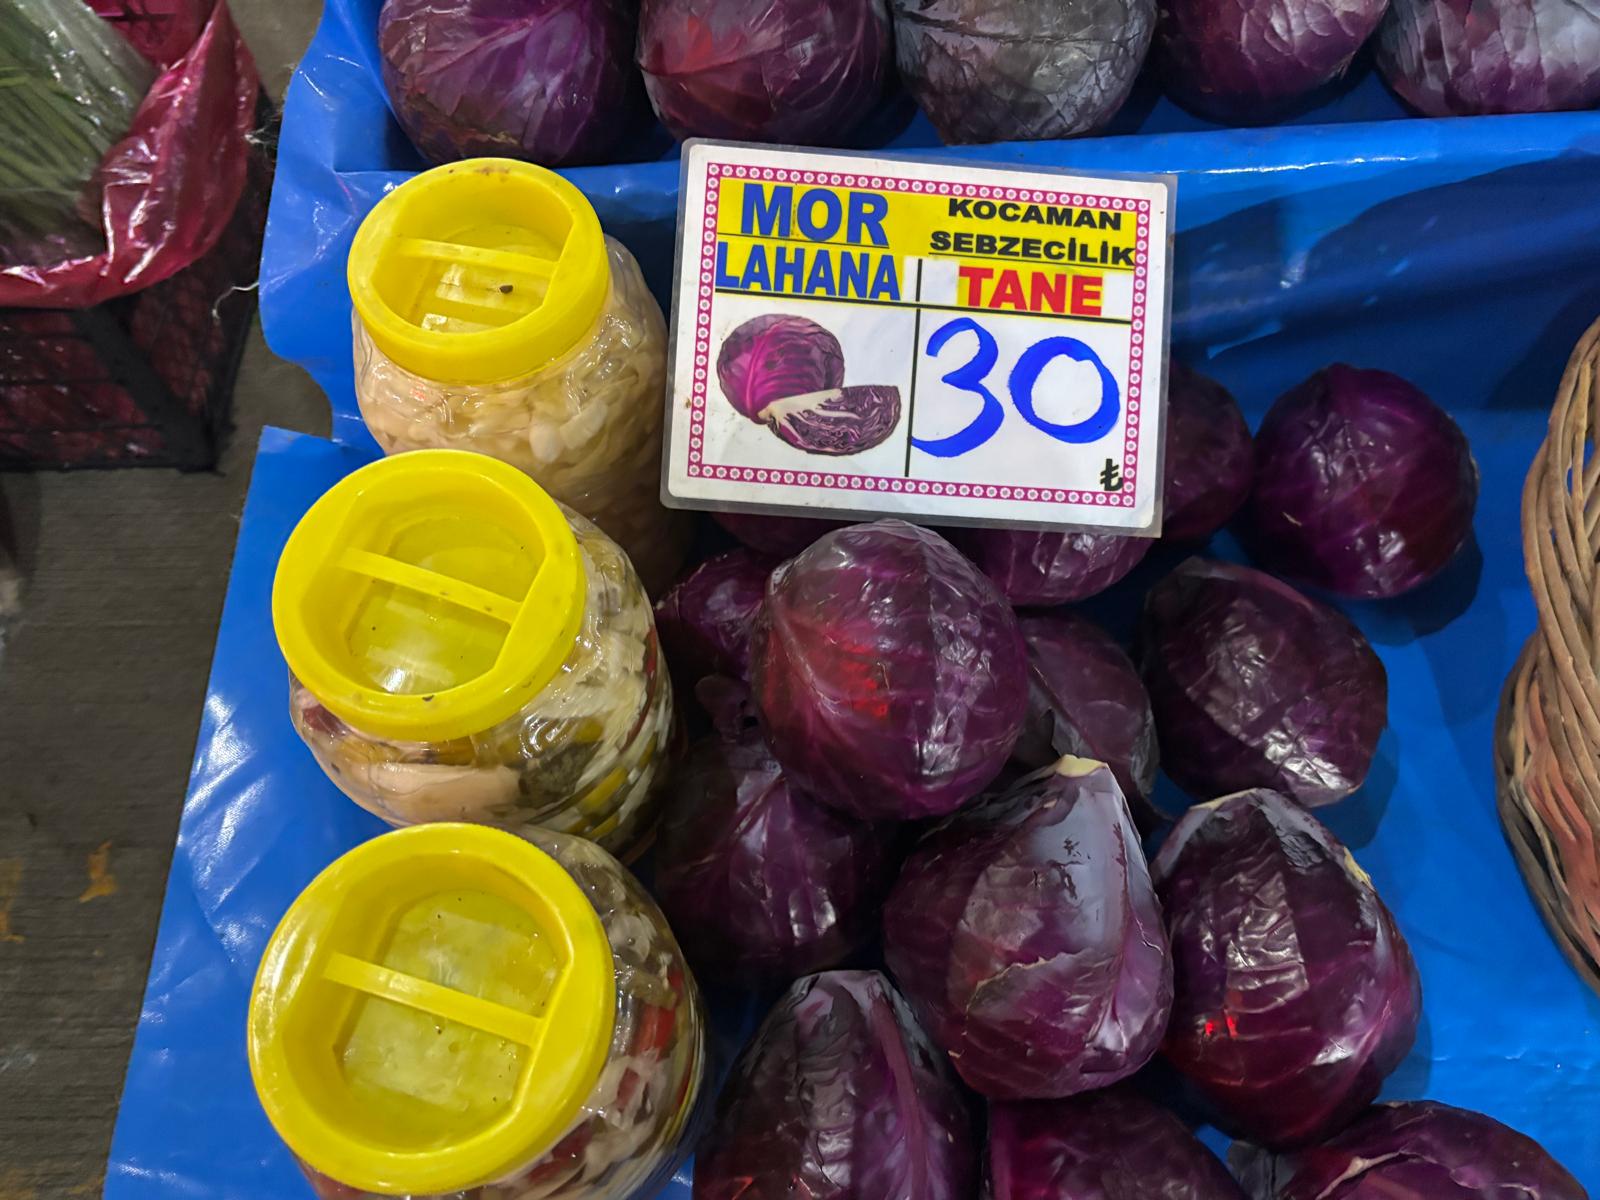 MOR
LAHANA
KOCAMAN
SEBZECİLİK
TANE
30
₺